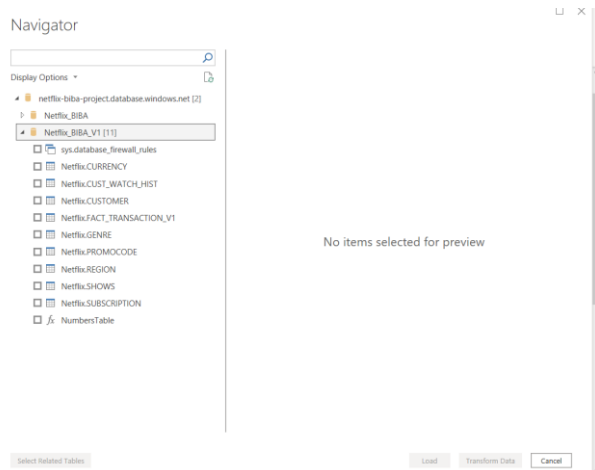 Navigator
Display Options
netflix-biba-project.database.windows.net [2]
Netflix_BIBA
Netflix_BIBA_V1 [11]
sys.database_firewall_rules
Netflix.CURRENCY
Netflix.CUST_WATCH_HIST
Netflix.CUSTOMER
Netflix.FACT_TRANSACTION_V1
Netflix.GENRE
Netflix.PROMOCODE
Netflix.REGION
Netflix.SHOWS
Netflix.SUBSCRIPTION
fx NumbersTable
No items selected for preview
Select Related Tables
Load
Transform Data
Cancel